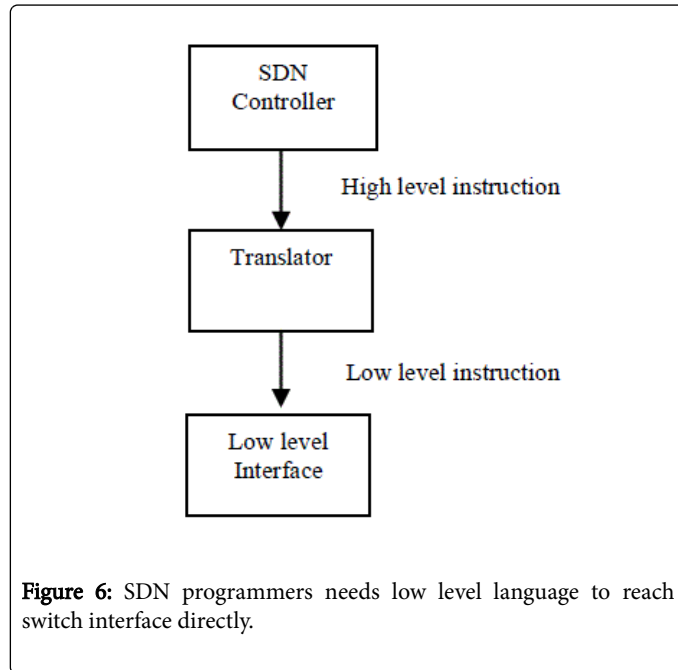 SDN
Controller
High level instruction
Translator
Low level instruction
Low level
Interface
Figure 6: SDN programmers needs low level language to reach
switch interface directly.